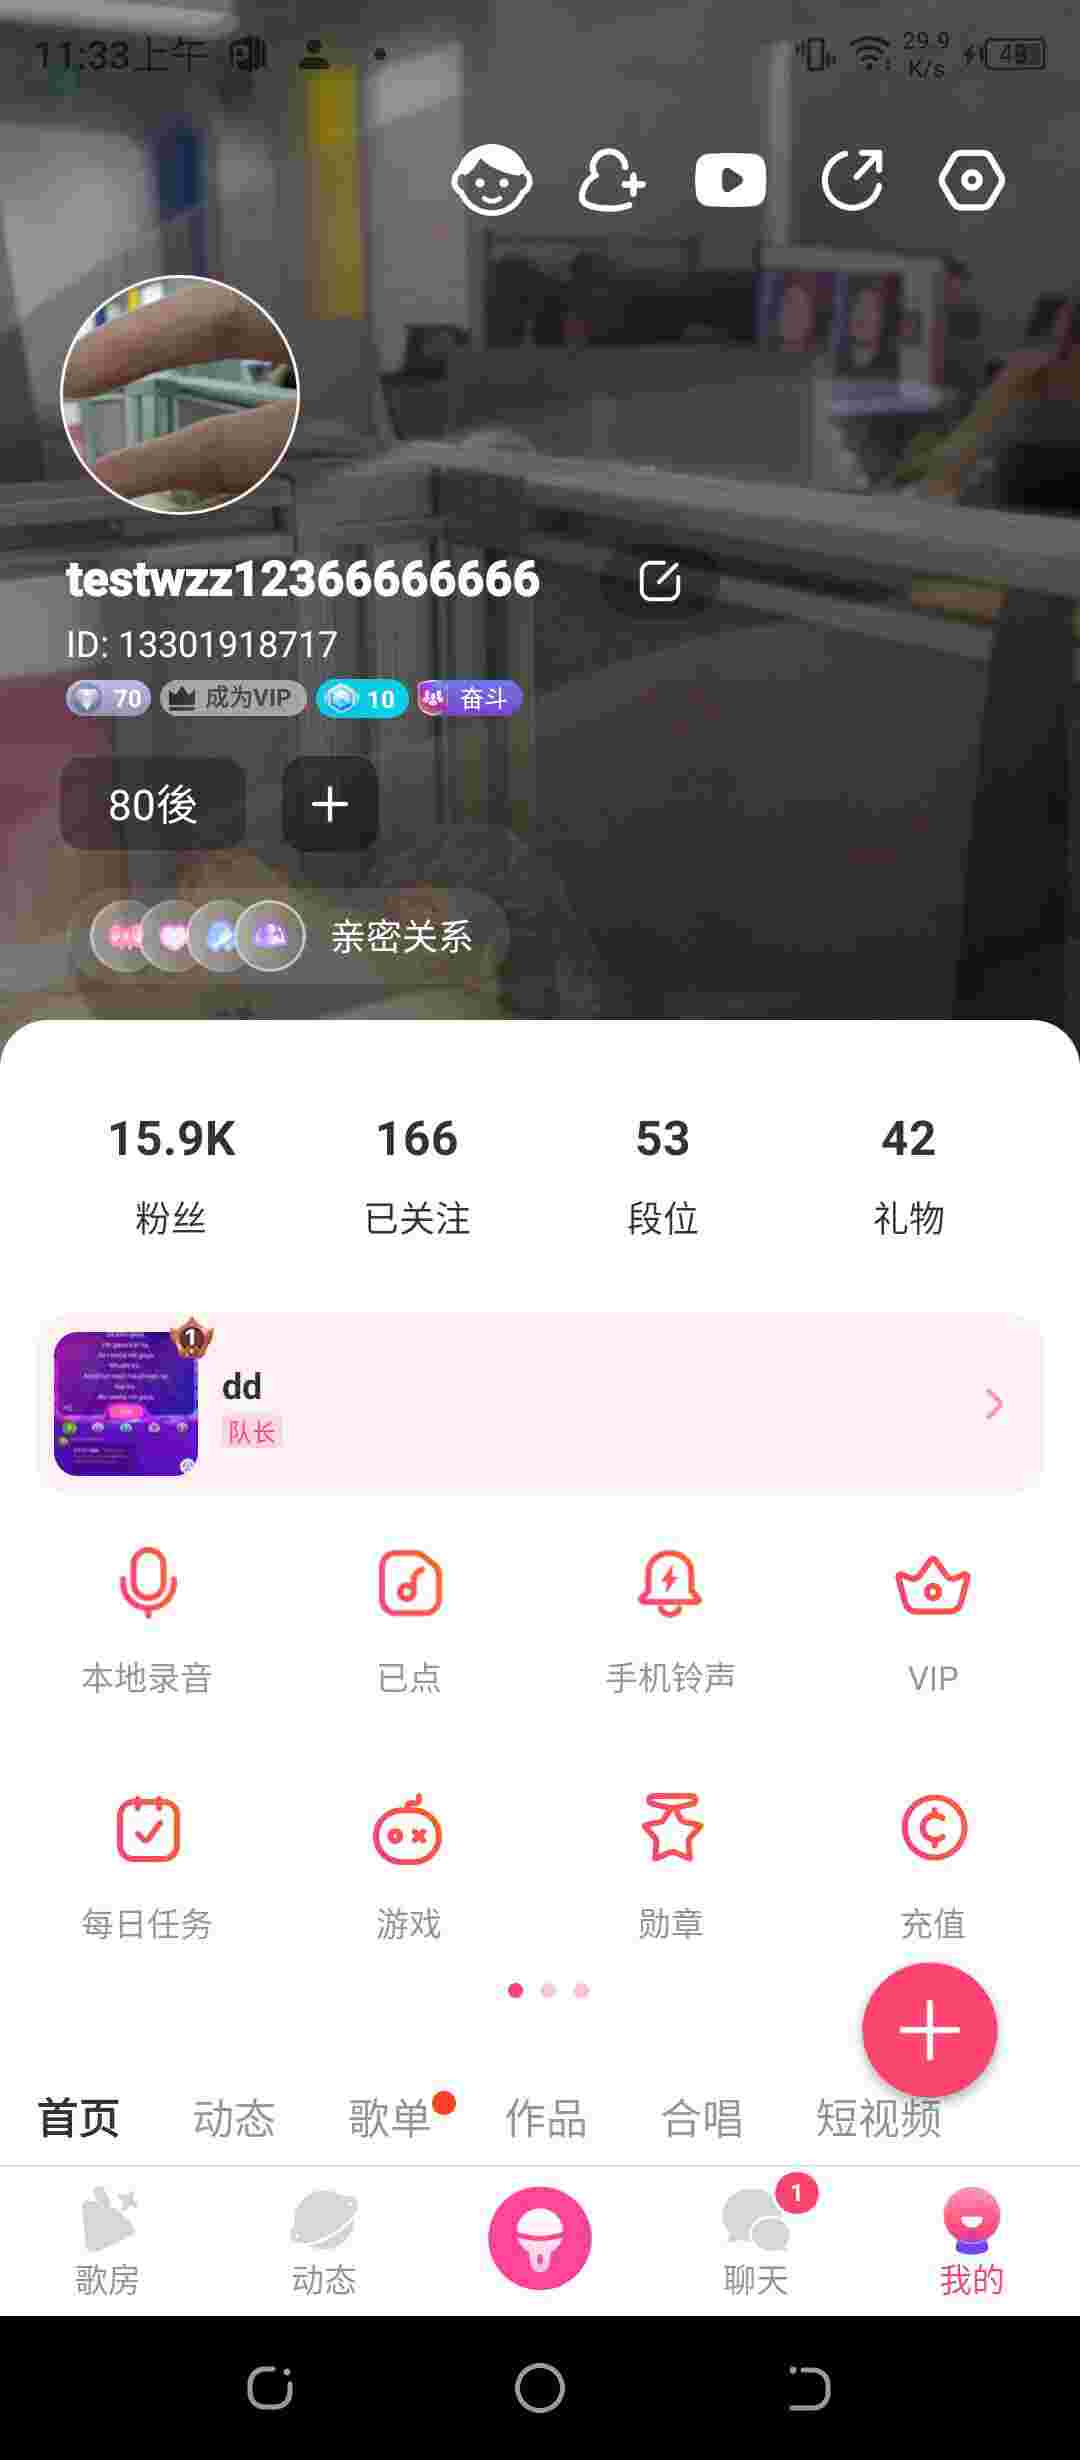 11:33上午
29.9 K/s
testwzz12366666666
ID: 13301918717
70 成为VIP 10 奋斗
80後
亲密关系
15.9K 166 53 42
粉丝 已关注 段位 礼物
1
dd
队长
本地录音 已点 手机铃声 VIP
每日任务 游戏 勋章 充值
首页 动态 歌单 作品 合唱 短视频
1
歌房 动态 聊天 我的